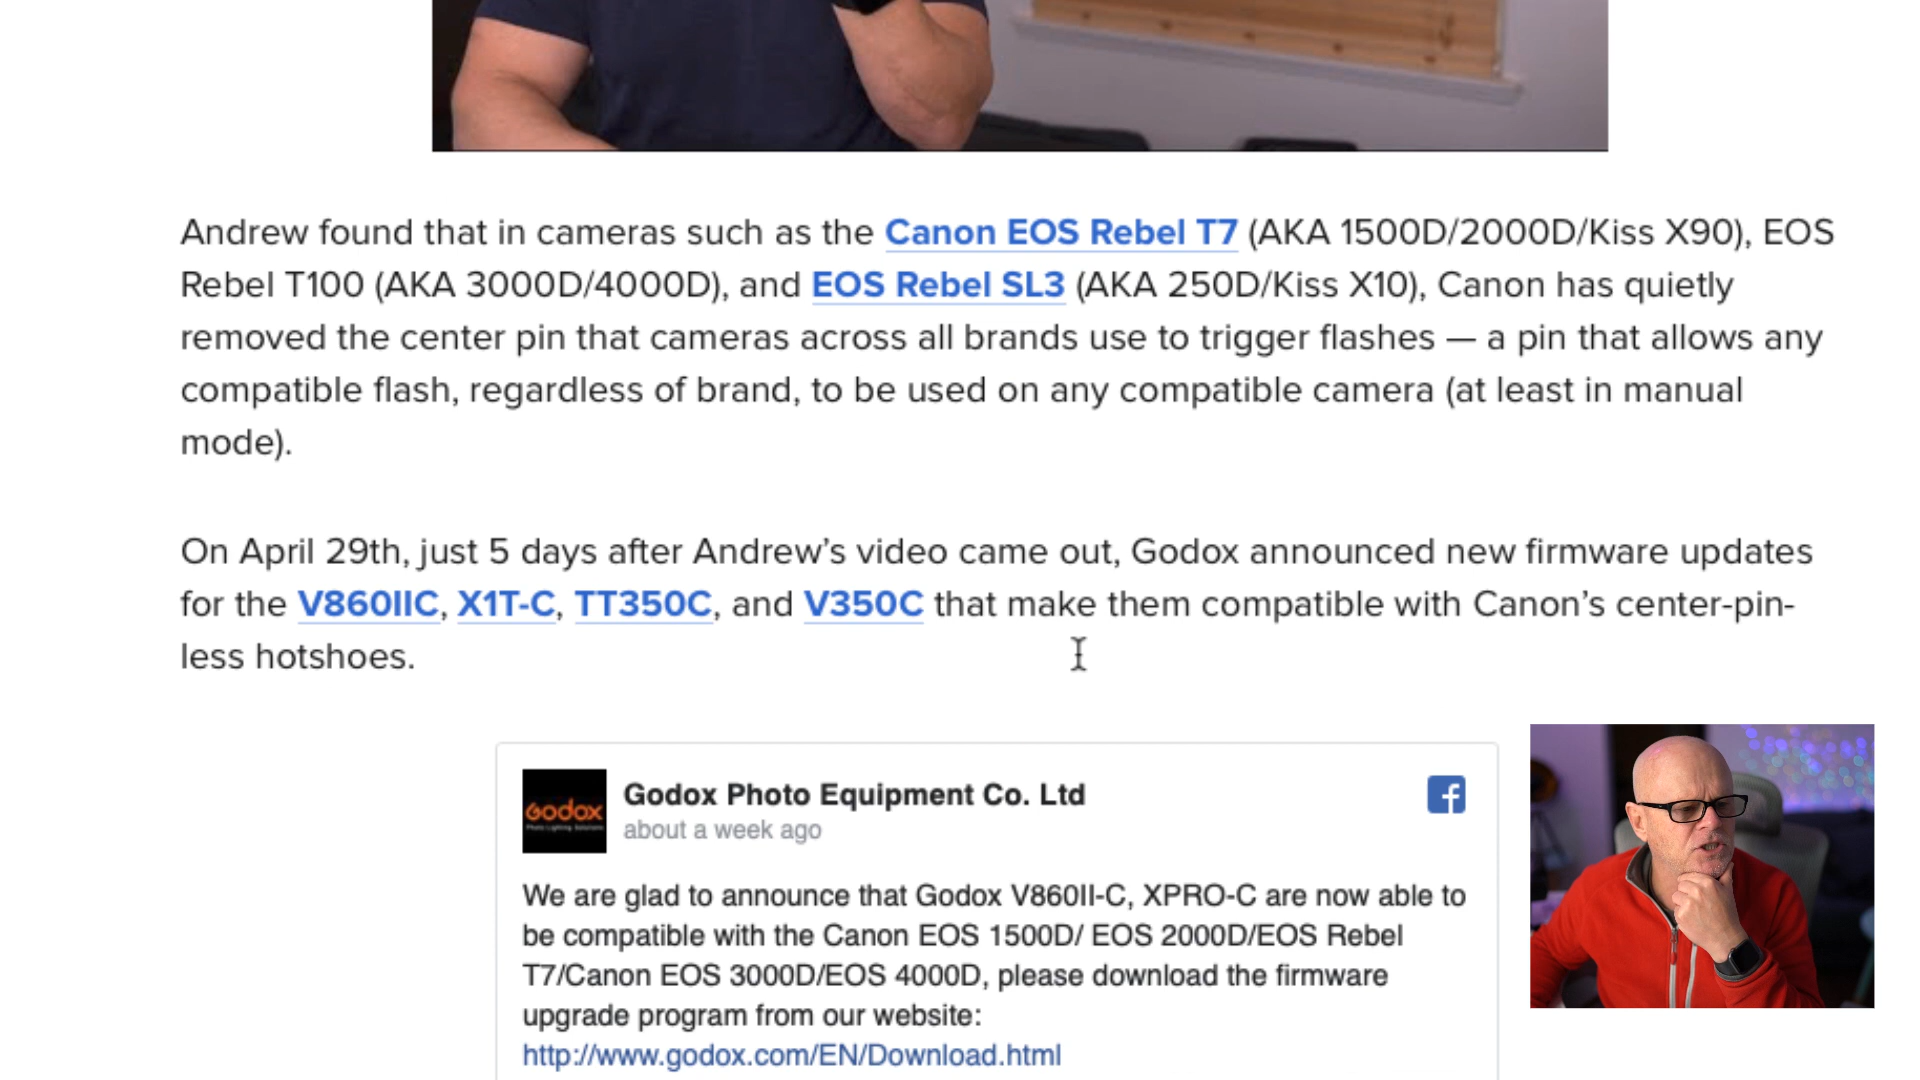 Andrew found that in cameras such as the Canon EOS Rebel T7 (AKA 1500D/2000D/Kiss X90), EOS
Rebel T100 (AKA 3000D/4000D), and EOS Rebel SL3 (AKA 250D/Kiss X10), Canon has quietly
removed the center pin that cameras across all brands use to trigger flashes — a pin that allows any
compatible flash, regardless of brand, to be used on any compatible camera (at least in manual
mode).
On April 29th, just 5 days after Andrew’s video came out, Godox announced new firmware updates
for the V860IIC, X1T-C, TT350C, and V350C that make them compatible with Canon’s center-pin-
less hotshoes.
Godox
Photo Lighting Solutions
Godox Photo Equipment Co. Ltd
about a week ago
We are glad to announce that Godox V860II-C, XPRO-C are now able to
be compatible with the Canon EOS 1500D/ EOS 2000D/EOS Rebel
T7/Canon EOS 3000D/EOS 4000D, please download the firmware
upgrade program from our website:
http://www.godox.com/EN/Download.html